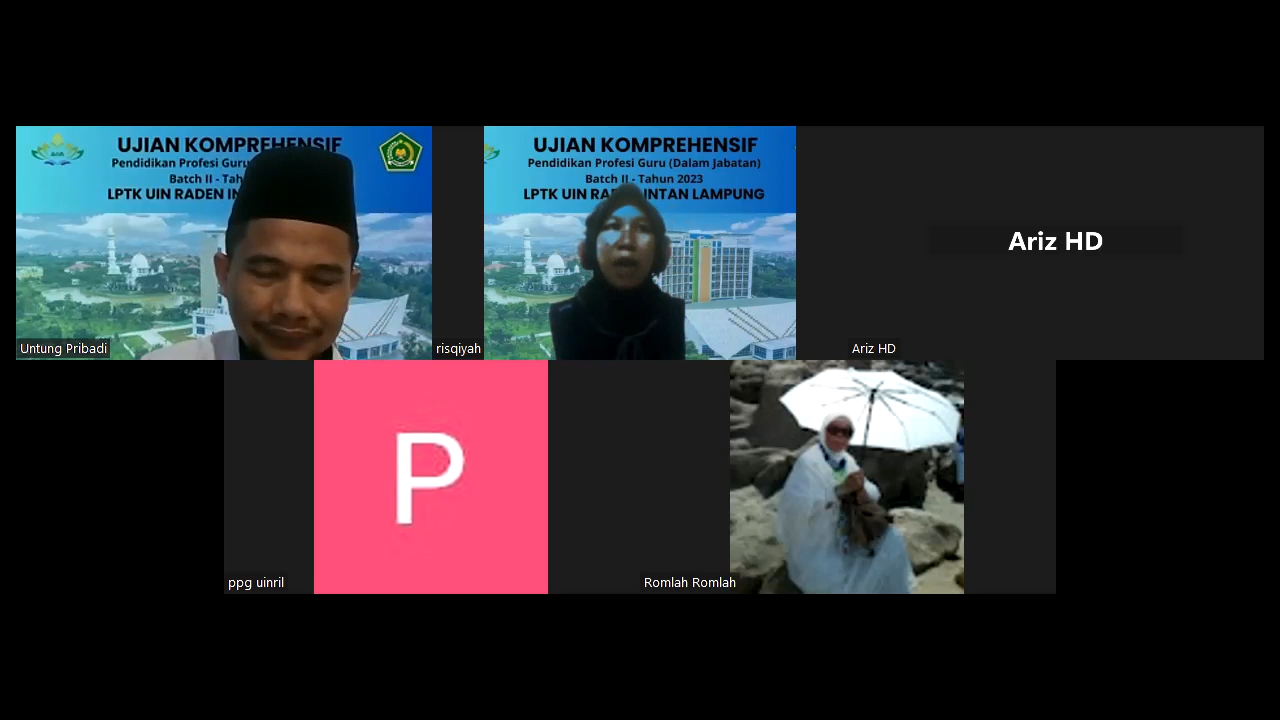 UJIAN KOMPREHENSIF
Pendidikan Profesi Guru
Batch II - Tah
LPTK UIN RADEN IN
Untung Pribadi
UJIAN KOMPREHENSIF
Pendidikan Profesi Guru (Dalam Jabatan)
Batch II - Tahun 2023
LPTK UIN RADEN INTAN LAMPUNG
risqiyah
Ariz HD
Ariz HD
P
ppg uinril
Romlah Romlah